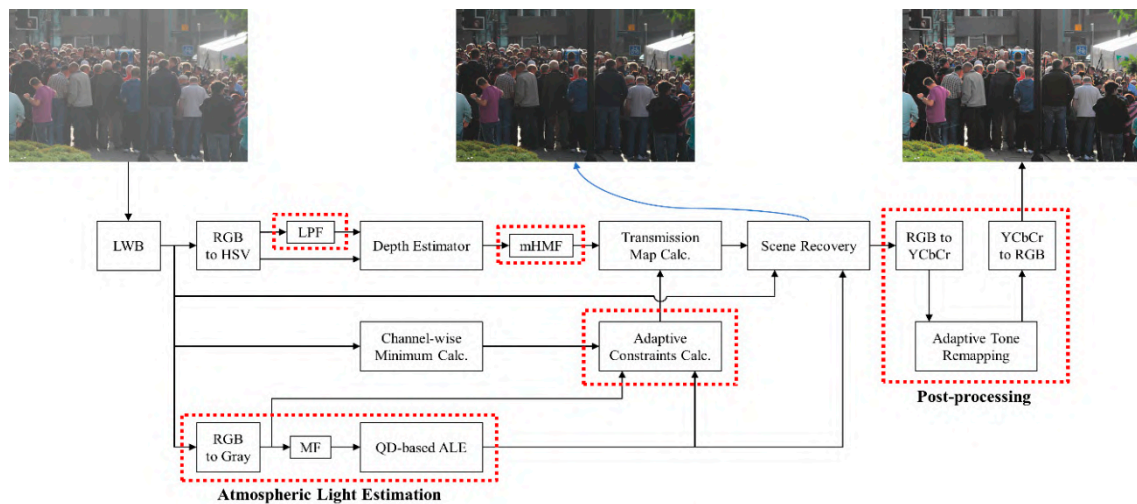 LWB
RGB
to HSV
LPF
Depth Estimator
mHMF
Transmission
Map Calc.
Scene Recovery
RGB to
YCbCr
YCbCr
to RGB
Channel-wise
Minimum Calc.
Adaptive
Constraints Calc.
Adaptive Tone
Remapping
Post-processing
RGB
to Gray
MF
QD-based ALE
Atmospheric Light Estimation